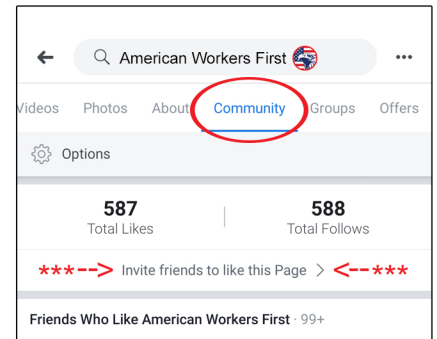 American Workers First
Videos Photos About Community Groups Offers
Options
587 588
Total Likes Total Follows
***--> Invite friends to like this Page > <--***
Friends Who Like American Workers First · 99+